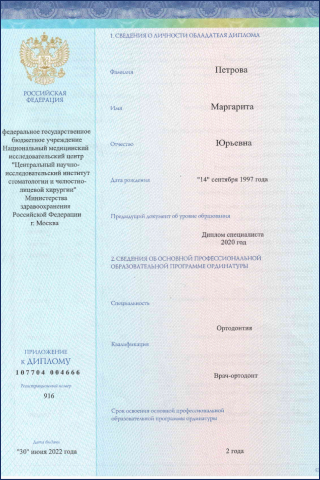 РОССИЙСКАЯ
ФЕДЕРАЦИЯ
федеральное государственное
бюджетное учреждение
Национальный медицинский
исследовательский центр
"Центральный научно-
исследовательский институт
стоматологии и челюстно-
лицевой хирургии"
Министерства
здравоохранения
Российской Федерации
г. Москва
ПРИЛОЖЕНИЕ
к ДИПЛОМУ
107704 004666
Регистрационный номер
916
Дата выдачи
"30" июня 2022 года
1. СВЕДЕНИЯ О ЛИЧНОСТИ ОБЛАДАТЕЛЯ ДИПЛОМА
Фамилия
Петрова
Имя
Маргарита
Отчество
Юрьевна
Дата рождения
"14" сентября 1997 года
Предыдущий документ об уровне образования
Диплом специалиста
2020 год
2. СВЕДЕНИЯ ОБ ОСНОВНОЙ ПРОФЕССИОНАЛЬНОЙ
ОБРАЗОВАТЕЛЬНОЙ ПРОГРАММЕ ОРДИНАТУРЫ
Специальность
Ортодонтия
Квалификация
Врач-ортодонт
Срок освоения основной профессиональной
образовательной программы ординатуры
2 года